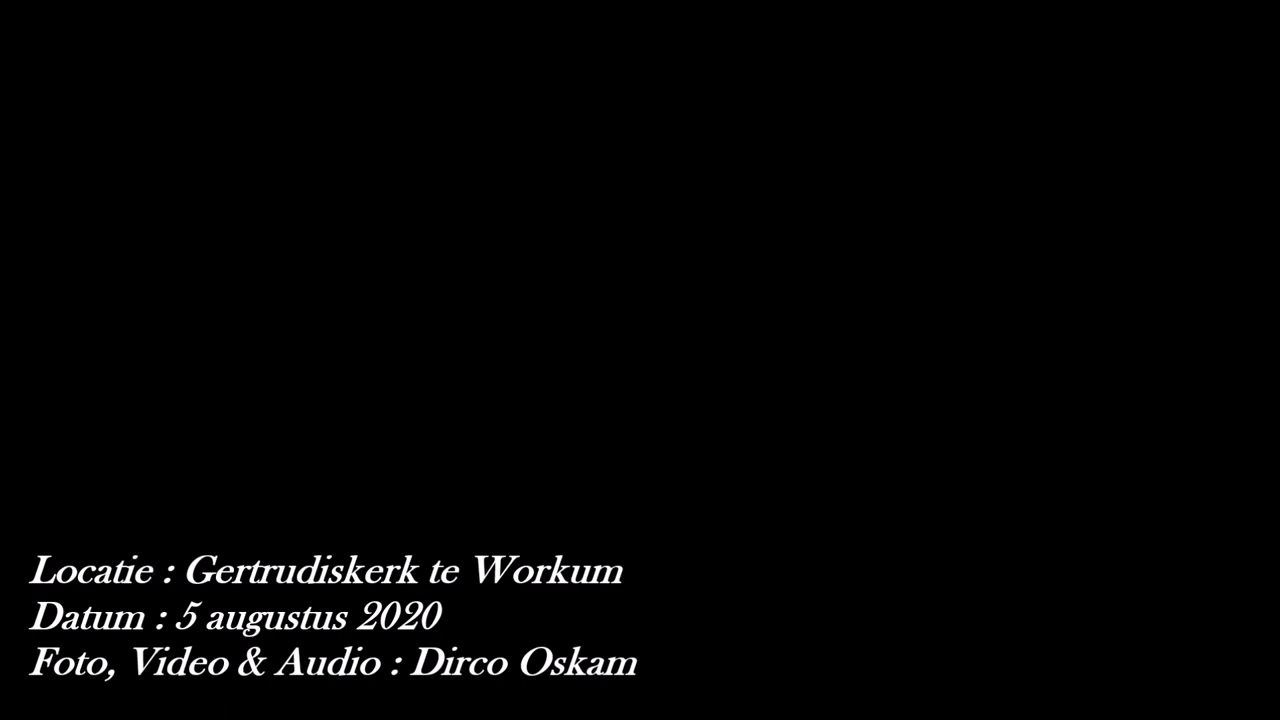 Locatie : Gertrudiskerk te Workum
Datum : 5 augustus 2020
Foto, Video & Audio : Dirco Oskam